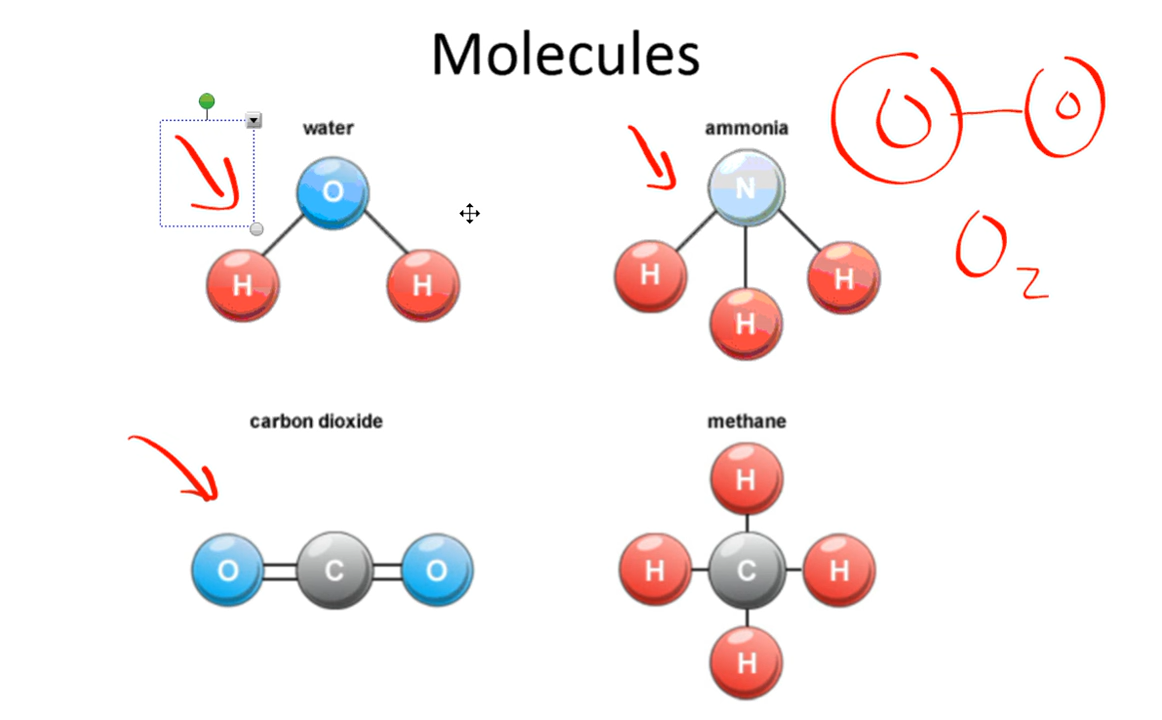 Molecules
water
O
H H
ammonia
N
H H H
O O
O2
carbon dioxide
O C O
methane
H
H C H
H